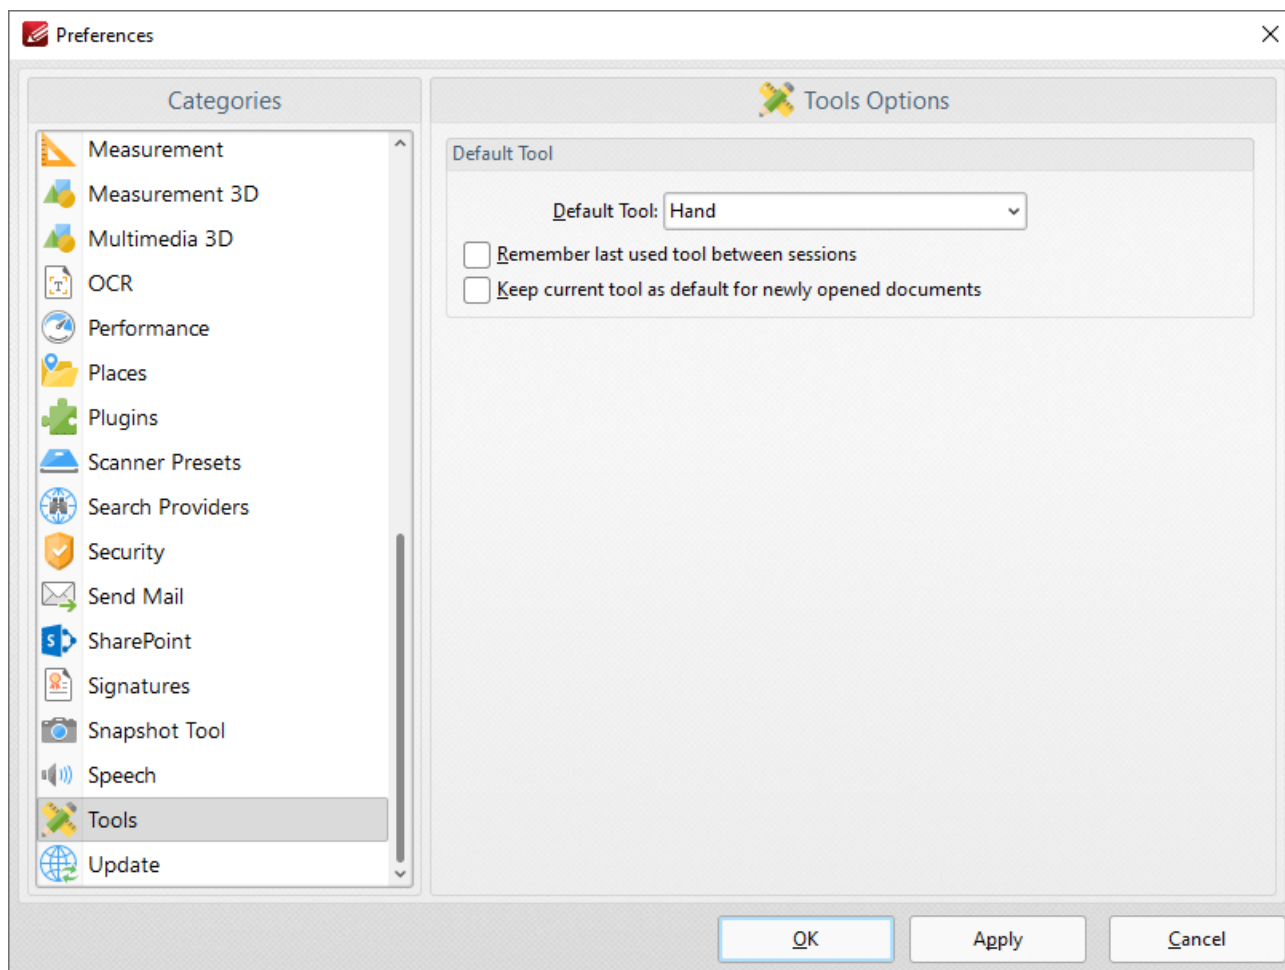 Preferences
Categories
Measurement
Measurement 3D
Multimedia 3D
OCR
Performance
Places
Plugins
Scanner Presets
Search Providers
Security
Send Mail
SharePoint
Signatures
Snapshot Tool
Speech
Tools
Update
Tools Options
Default Tool
Default Tool: Hand
Remember last used tool between sessions
Keep current tool as default for newly opened documents
OK
Apply
Cancel